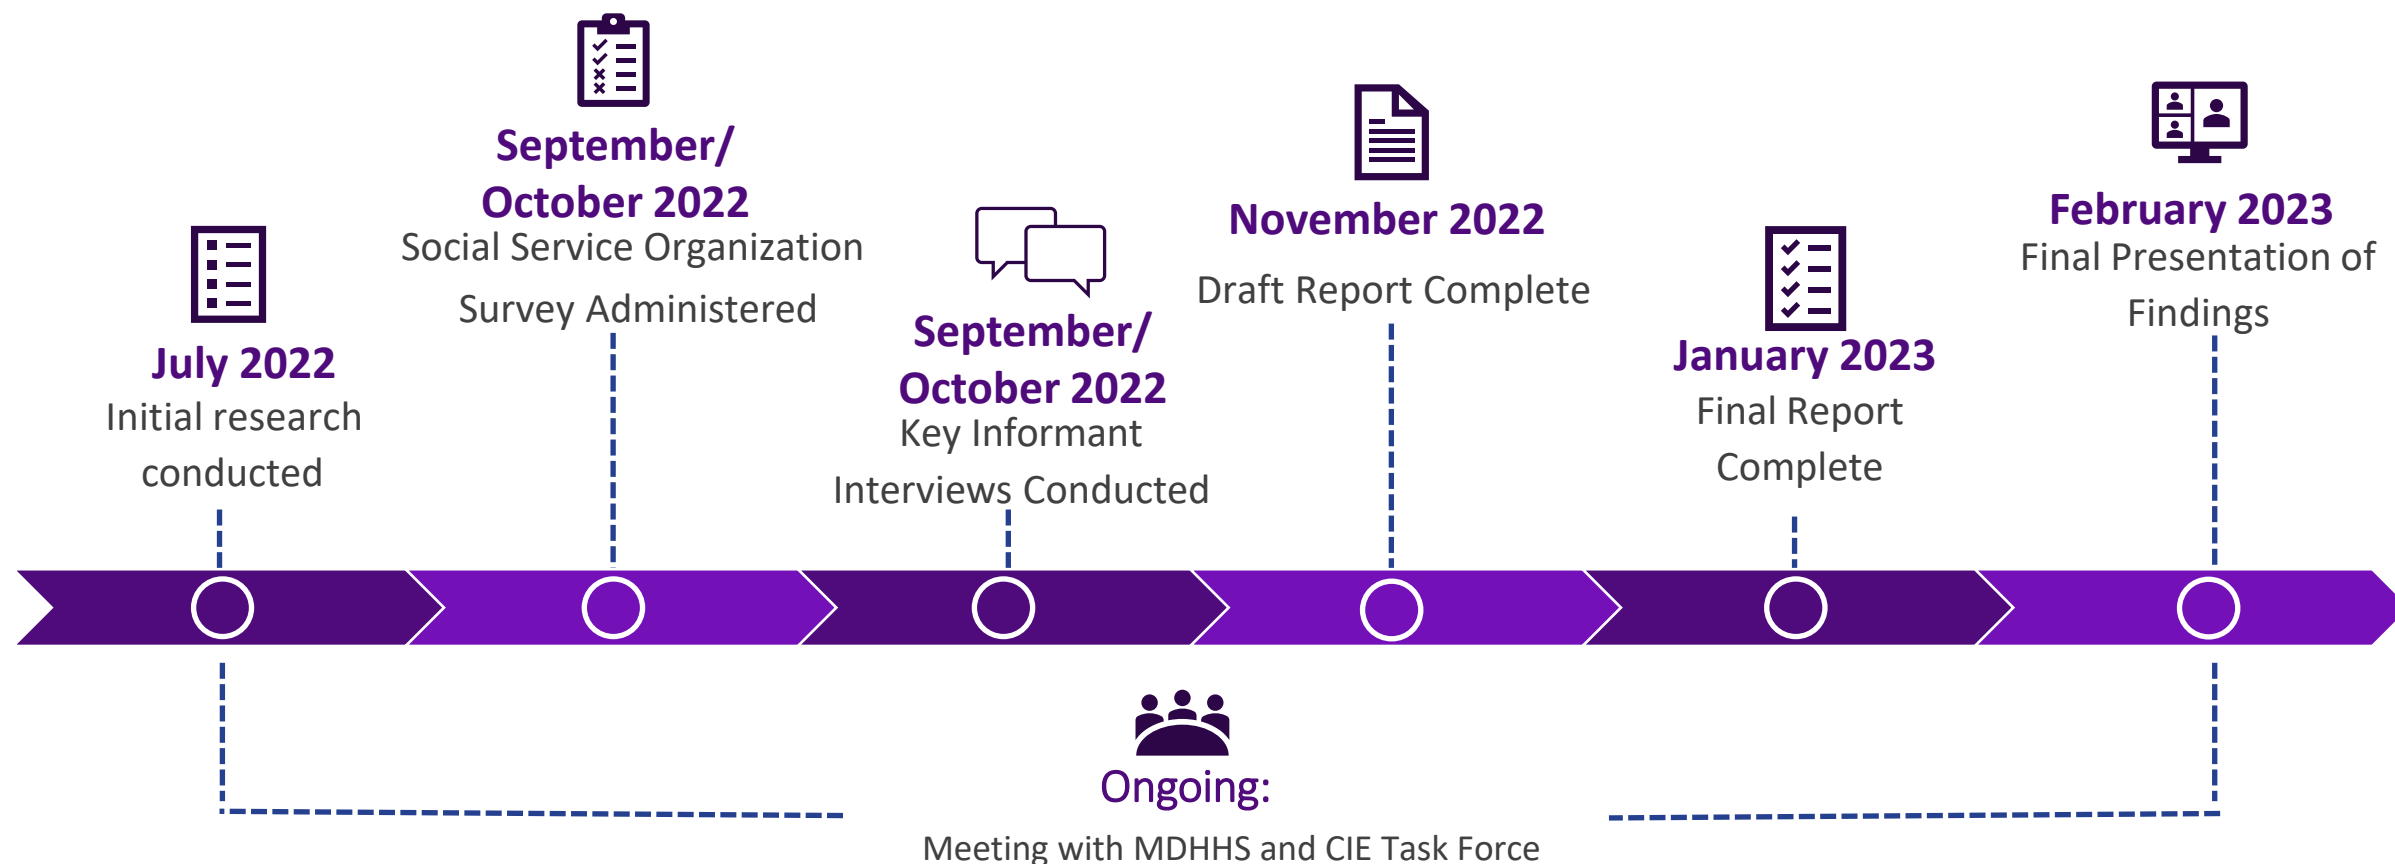 July 2022
Initial research
conducted
September/
October 2022
Social Service Organization
Survey Administered
September/
October 2022
Key Informant
Interviews Conducted
November 2022
Draft Report Complete
January 2023
Final Report
Complete
February 2023
Final Presentation of
Findings
Ongoing:
Meeting with MDHHS and CIE Task Force